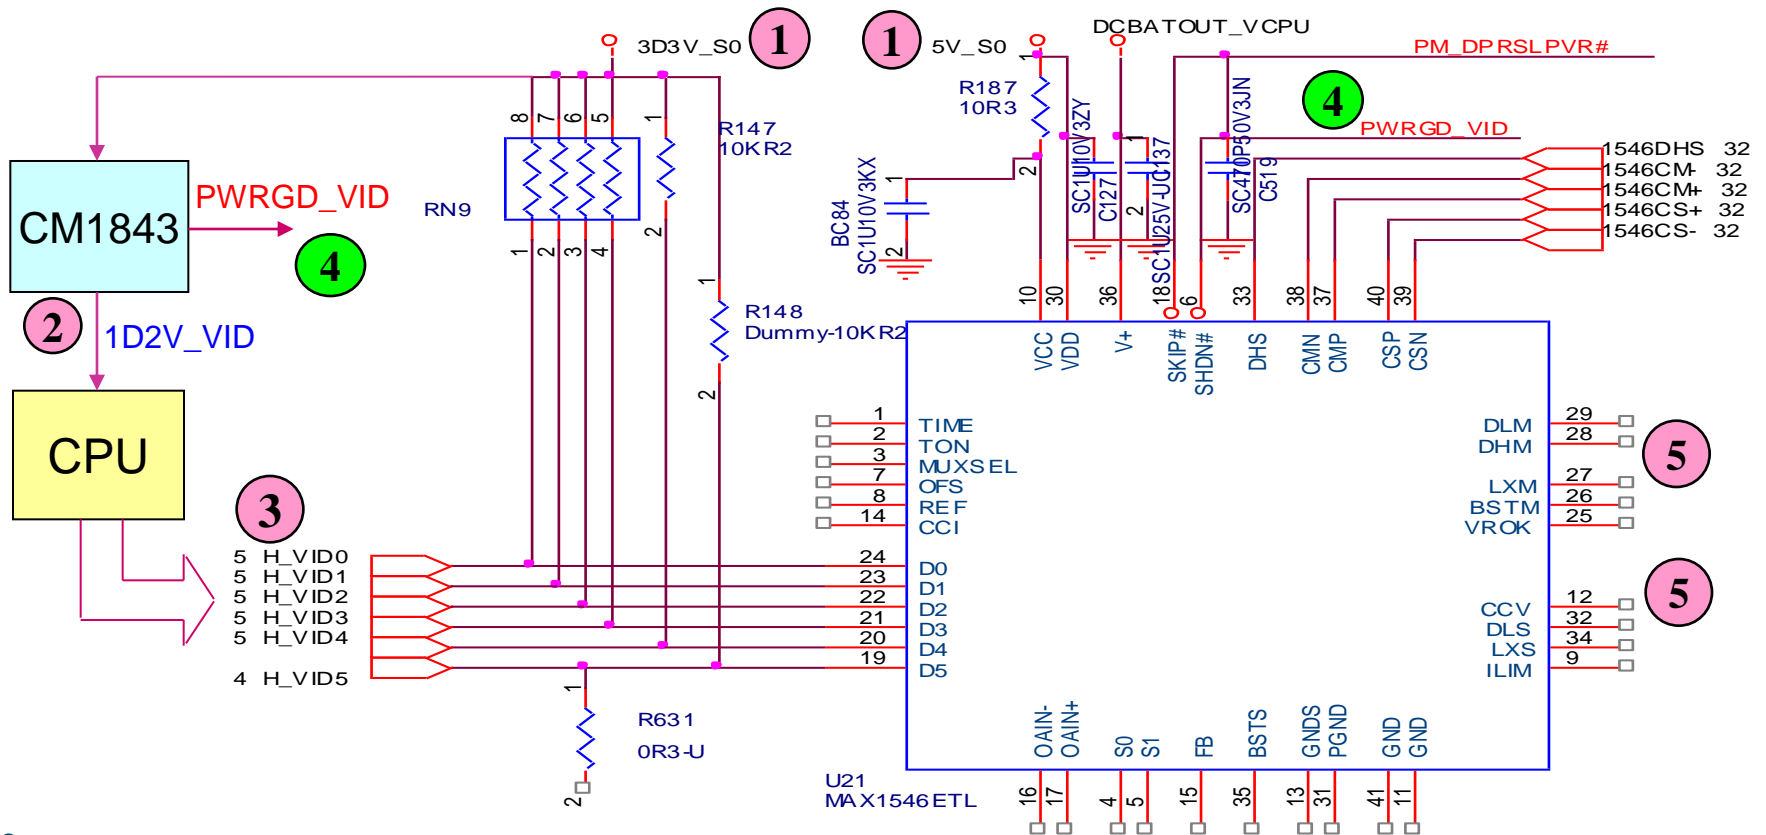 3D3V_S0
1
1
5V_S0
DCBATOUT_VCPU
PM_DPRSLPVR#
R187
10R3
1
2
4
PWRGD_VID
8
7
6
5
1
R147
10KR2
RN9
1
2
3
4
2
CM1843
PWRGD_VID
4
2
1D2V_VID
CPU
BC84
SC1U10V3KX
1
2
SC1U10V3ZY
C127
1
2
SC1U25V-UC137
SC470P50V3JN
C519
1546DHS 32
1546CM- 32
1546CM+ 32
1546CS+ 32
1546CS- 32
1
R148
Dummy-10KR2
2
10
30
36
18
6
33
38
37
40
39
VCC
VDD
V+
SKIP#
SHDN#
DHS
CMN
CMP
CSP
CSN
1 TIME
2 TON
3 MUXSEL
7 OFS
8 REF
14 CCI
DLM 29
DHM 28
LXM 27
BSTM 26
VROK 25
5
3
5 H_VID0
5 H_VID1
5 H_VID2
5 H_VID3
5 H_VID4
4 H_VID5
24 D0
23 D1
22 D2
21 D3
20 D4
19 D5
CCV 12
DLS 32
LXS 34
ILIM 9
5
1
R631
0R3-U
2
OAIN-
OAIN+
S0
S1
FB
BSTS
GNDS
PGND
GND
GND
U21
MAX1546ETL
16
17
4
5
15
35
13
31
41
11